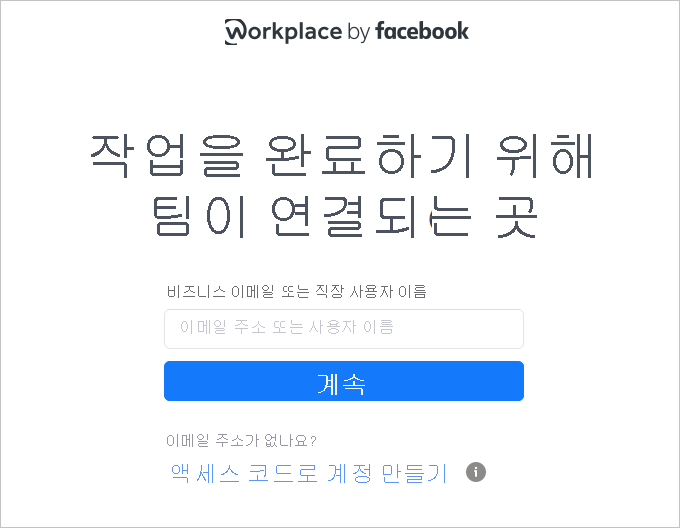 Workplace by facebook
작업을 완료하기 위해
팀이 연결되는 곳
비즈니스 이메일 또는 직장 사용자 이름
이메일 주소 또는 사용자 이름
계속
이메일 주소가 없나요?
액세스 코드로 계정 만들기